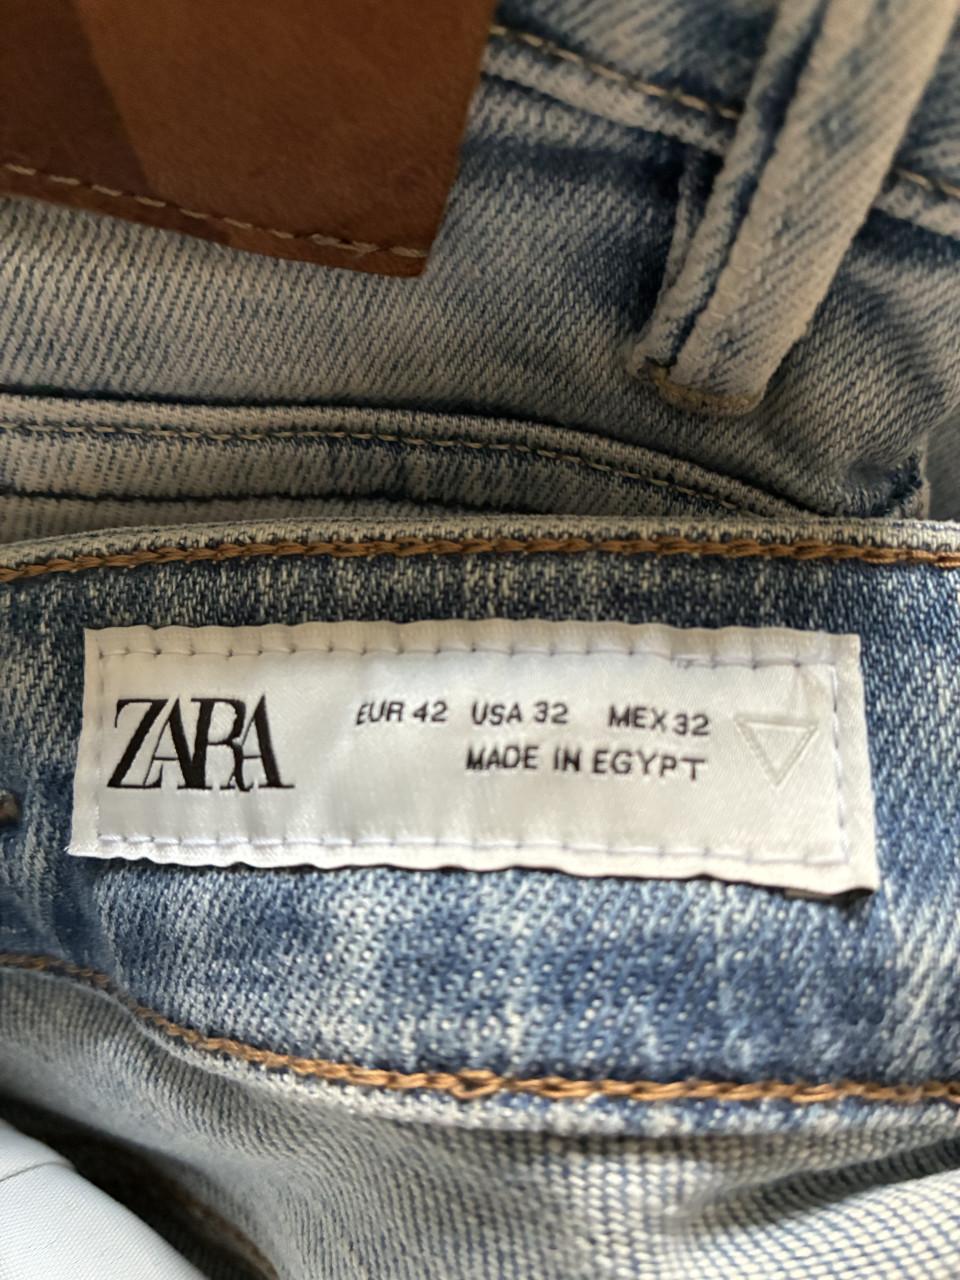 ZARA
EUR 42 USA 32 MEX 32
MADE IN EGYPT